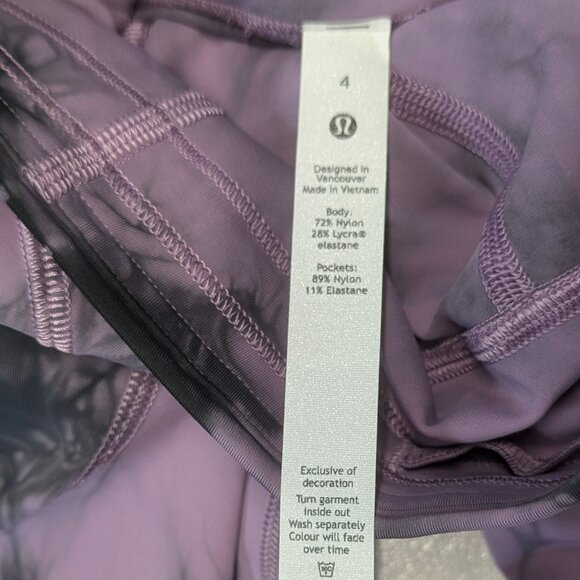 4
Designed in
Vancouver
Made in Vietnam
Body:
72% Nylon
28% Lycra®
elastane
Pockets:
89% Nylon
11% Elastane
Exclusive of
decoration
Turn garment
inside out
Wash separately
Colour will fade
over time